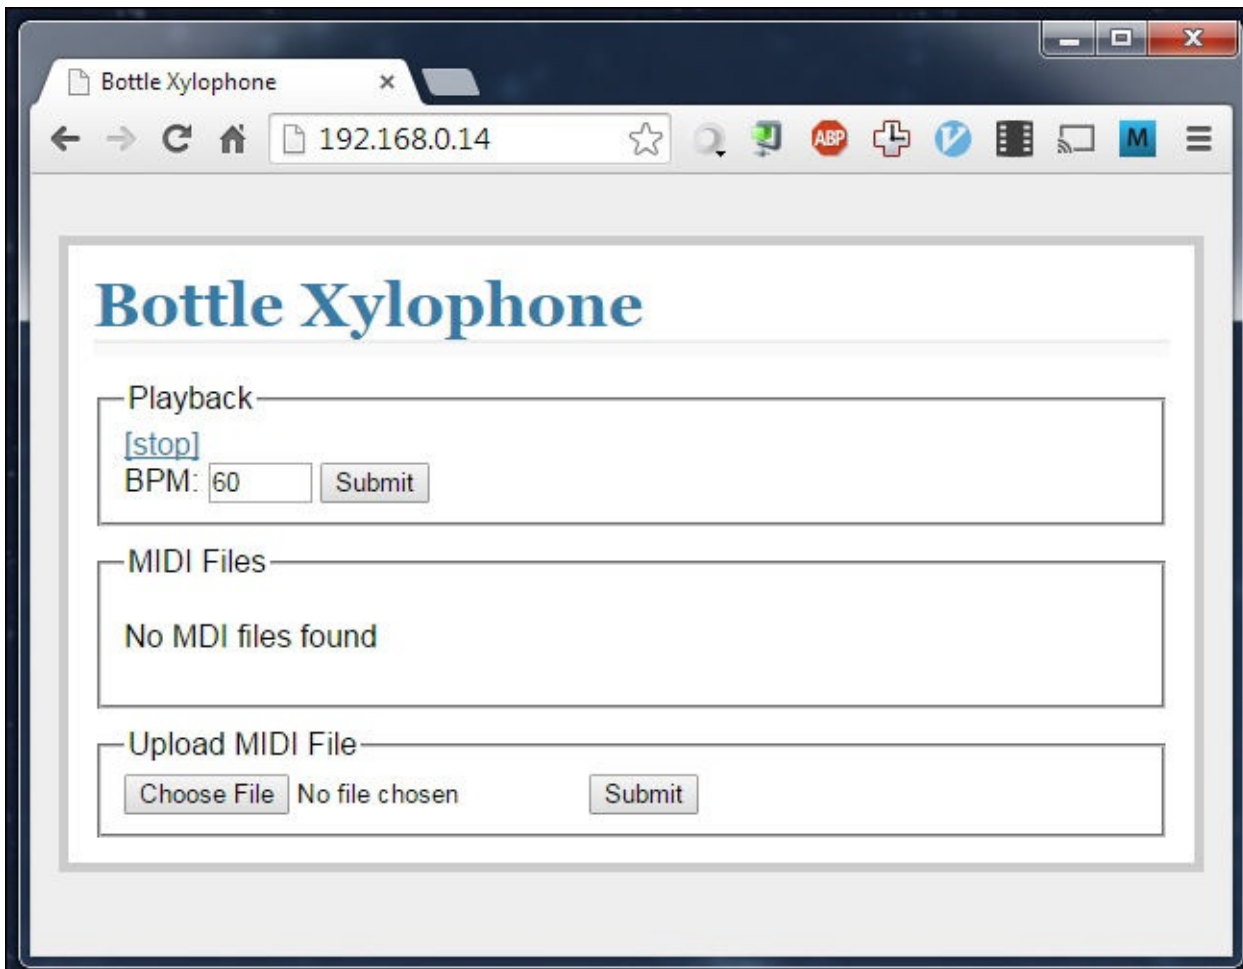 Bottle Xylophone
192.168.0.14
ABP
M
Bottle Xylophone
Playback
[stop]
BPM: 60 Submit
MIDI Files
No MDI files found
Upload MIDI File
Choose File No file chosen Submit